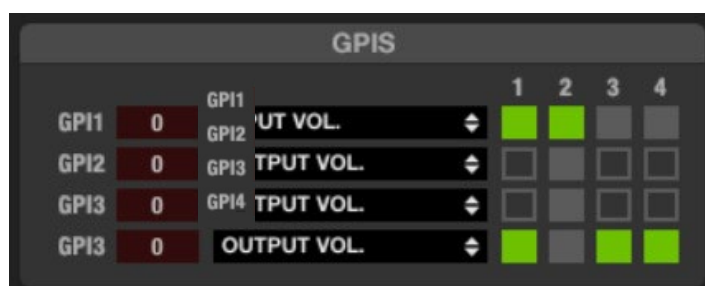 GPIS
1 2 3 4
GPI1
GPI1 0 UT VOL.
GPI2
GPI2 0 TPUT VOL.
GPI3
GPI3 0 TPUT VOL.
GPI4
GPI3 0 OUTPUT VOL.